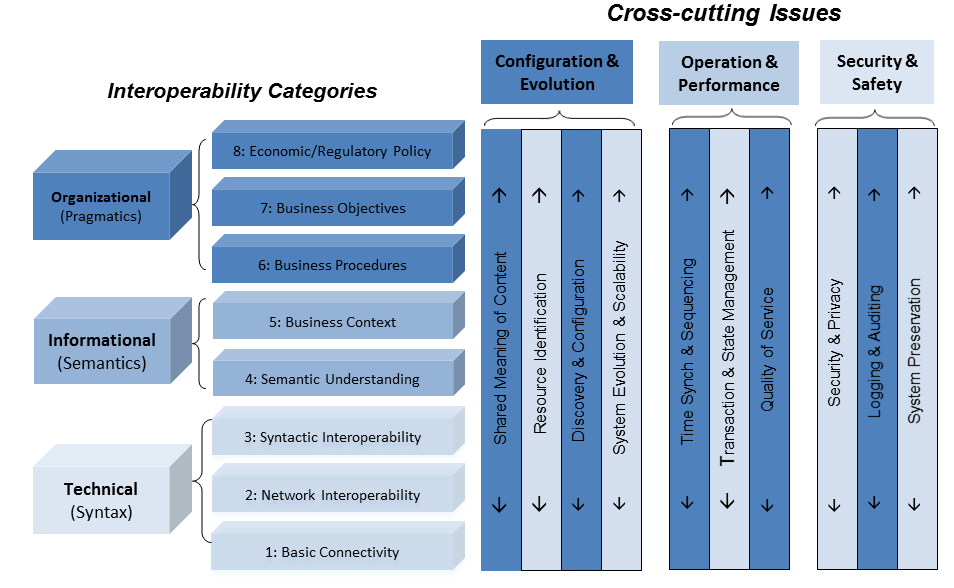 Cross-cutting Issues
Interoperability Categories
Configuration &
Evolution
Operation &
Performance
Security &
Safety
Organizational
(Pragmatics)
8: Economic/Regulatory Policy
7: Business Objectives
6: Business Procedures
Informational
(Semantics)
5: Business Context
4: Semantic Understanding
Technical
(Syntax)
3: Syntactic Interoperability
2: Network Interoperability
1: Basic Connectivity
Shared Meaning of Content
Resource Identification
Discovery & Configuration
System Evolution & Scalability
Time Synch & Sequencing
Transaction & State Management
Quality of Service
Security & Privacy
Logging & Auditing
System Preservation